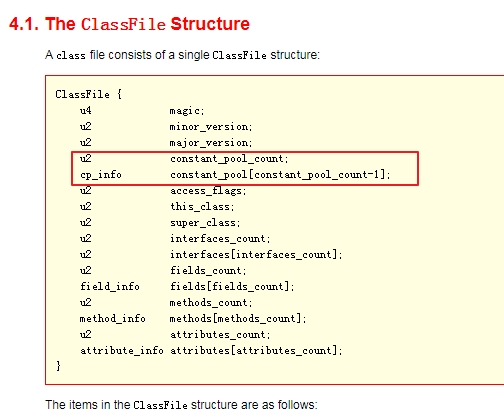 4.1. The ClassFile Structure
A class file consists of a single ClassFile structure:
ClassFile {
u4 magic;
u2 minor_version;
u2 major_version;
u2 constant_pool_count;
cp_info constant_pool[constant_pool_count-1];
u2 access_flags;
u2 this_class;
u2 super_class;
u2 interfaces_count;
u2 interfaces[interfaces_count];
u2 fields_count;
field_info fields[fields_count];
u2 methods_count;
method_info methods[methods_count];
u2 attributes_count;
attribute_info attributes[attributes_count];
}
The items in the ClassFile structure are as follows: